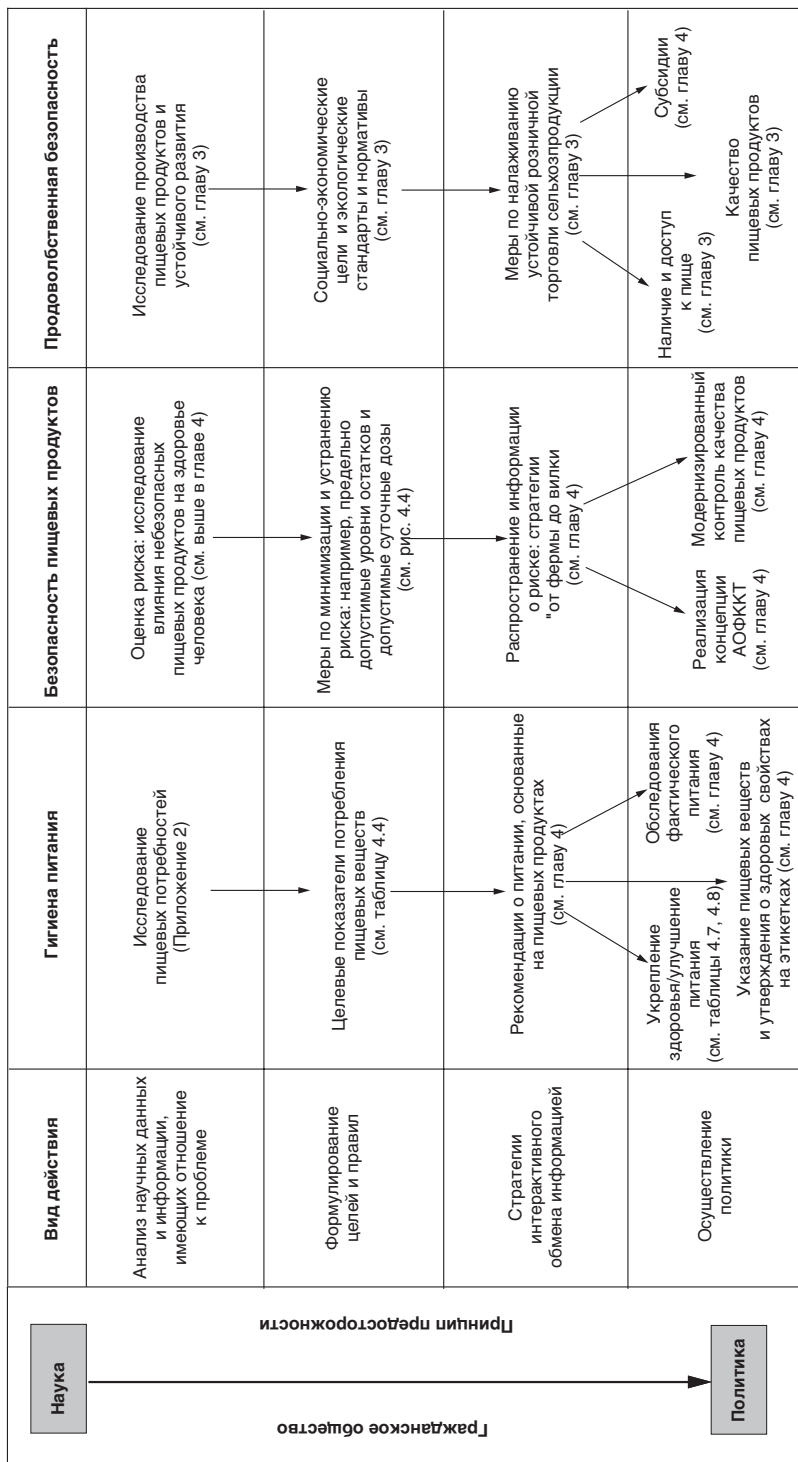 Наука
Гражданское общество
Принцип предосторожности
Политика
Вид действия
Гигиена питания
Безопасность пищевых продуктов
Продоволбственная безопасность
Анализ научных данных
и информации,
имеющих отношение
к проблеме
Исследование
пищевых потребностей
(Приложение 2)
Оценка риска: исследование
влияния небезопасных
пищевых продуктов на здоровье
человека (см. выше в главе 4)
Исследование производства
пищевых продуктов и
устойчивого развития
(см. главу 3)
Формулирование
целей и правил
Целевые показатели потребления
пищевых веществ
(см. таблицу 4.4)
Меры по минимизации и устранению
риска: например, предельно
допустимые уровни остатков и
допустимые суточные дозы
(см. рис. 4.4)
Социально-экономические
цели и экологические
стандарты и нормативы
(см. главу 3)
Стратегии
интерактивного
обмена информацией
Рекомендации о питании, основанные
на пищевых продуктах
(см. главу 4)
Распространение информации
о риске: стратегии
"от фермы до вилки
(см. главу 4)
Меры по налаживанию
устойчивой розничной
торговли сельхозпродукции
(см. главу 3)
Осуществление
политики
Укрепление
здоровья/улучшение
питания
(см. таблицы 4.7, 4.8)
Обследования
фактического
питания
(см. главу 4)
Указание пищевых веществ
и утверждения о здоровых свойствах
на этикетках (см. главу 4)
Реализация
концепции
АОФККТ
(см. главу 4)
Модернизированный
контроль качества
пищевых продуктов
(см. главу 4)
Наличие и доступ
к пище
(см. главу 3)
Субсидии
(см. главу 4)
Качество
пищевых продуктов
(см. главу 3)